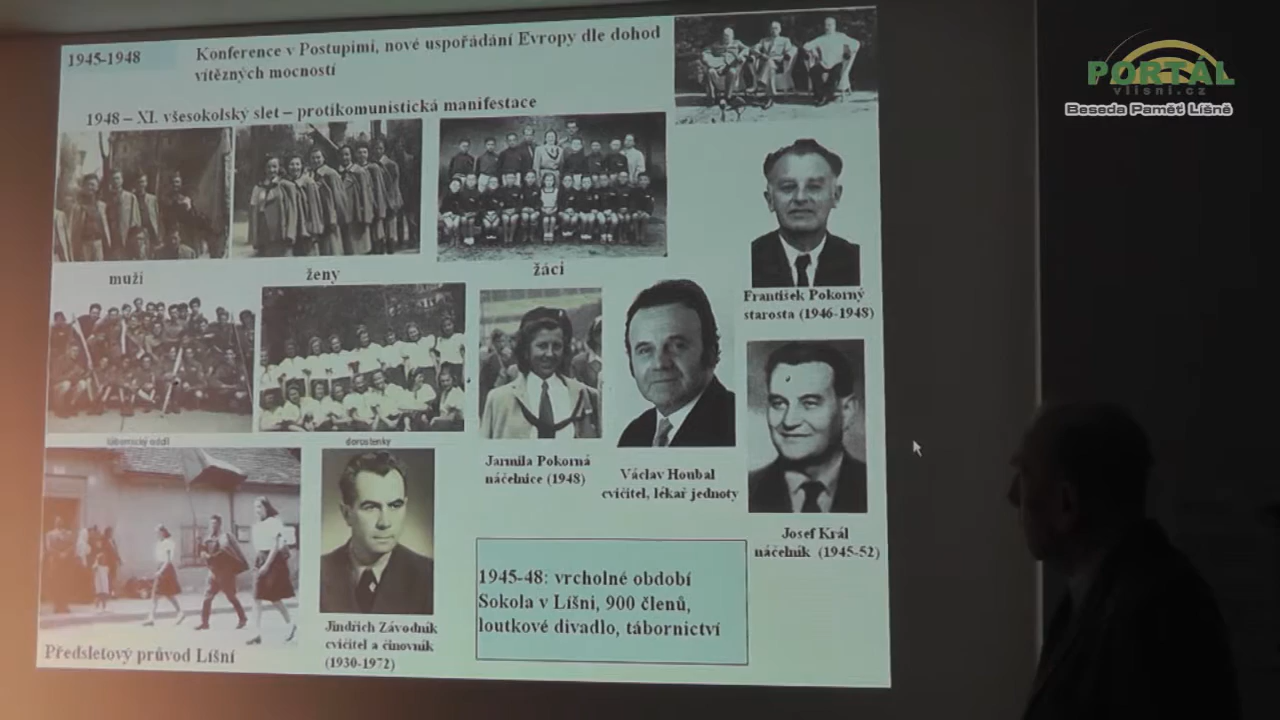 1945-1948
Konference v Postupimi, nové uspořádání Evropy dle dohod
vítězných mocností
1948 – XI. všesokolský slet – protikomunistická manifestace
muži
ženy
žáci
František Pokorný
starosta (1946-1948)
tábornický oddíl
dorostenky
Jarmila Pokorná
náčelnice (1948)
Václav Houbal
cvičitel, lékař jednoty
Josef Král
náčelník (1945-52)
Předsletový průvod Líšní
Jindřich Závodník
cvičitel a činovník
(1930-1972)
1945-48: vrcholné období
Sokola v Líšni, 900 členů,
loutkové divadlo, tábornictví
PORTÁL
vlisni.cz
Beseda Paměť Líšně